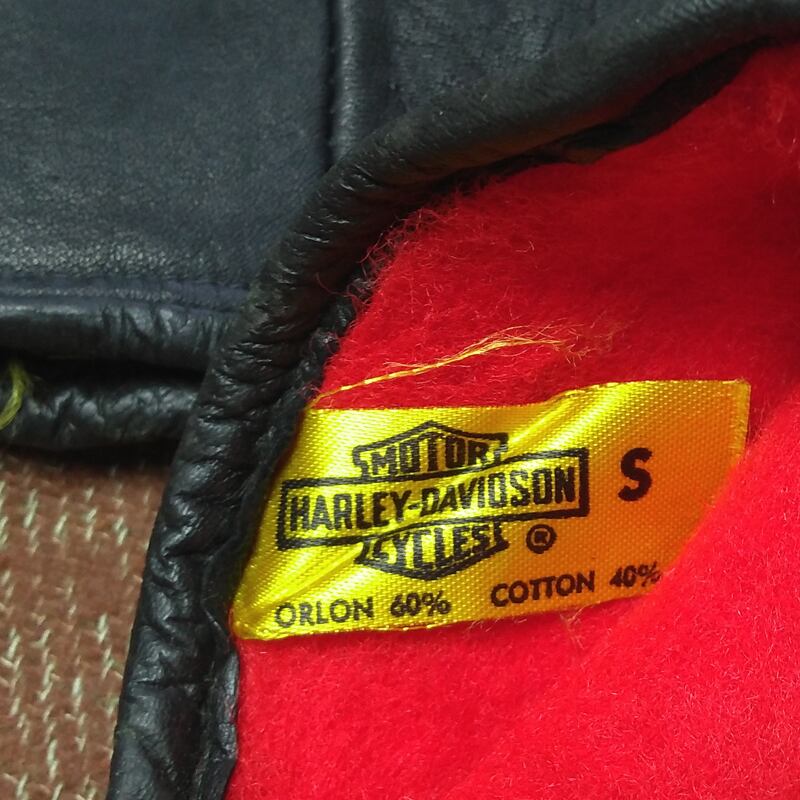 MOTOR
HARLEY-DAVIDSON
CYCLES
®
S
ORLON 60% COTTON 40%